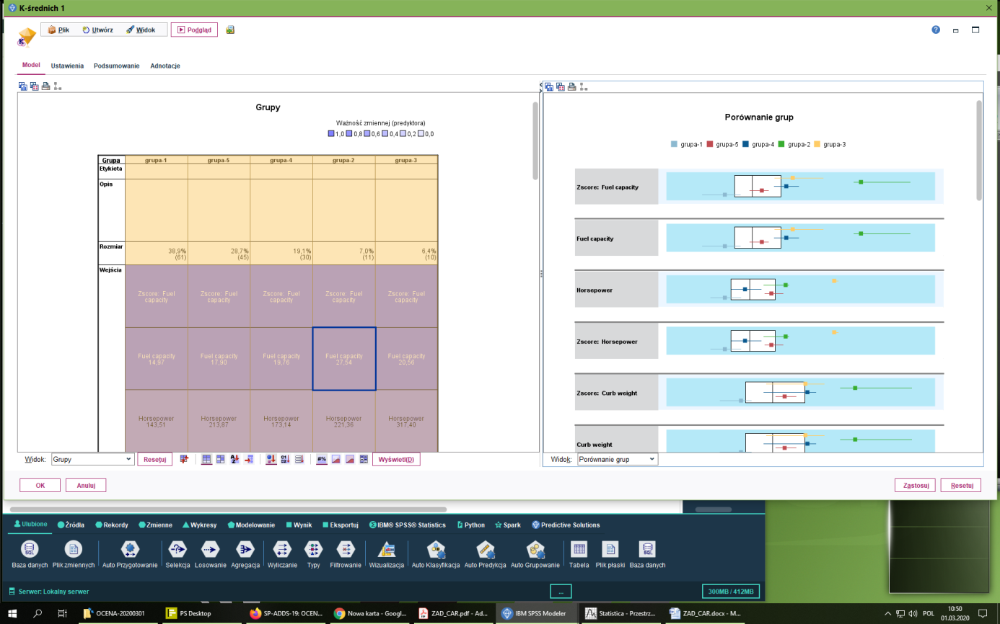 K-średnich 1
Plik Utwórz Widok Podgląd
K
Model Ustawienia Podsumowanie Adnotacje
Grupy
Ważność zmiennej (predyktora)
1,0 0,8 0,6 0,4 0,2 0,0
Grupa grupa-1 grupa-5 grupa-4 grupa-2 grupa-3
Etykieta
Opis
Rozmiar 38,9% 28,7% 19,1% 7,0% 6,4%
(61) (45) (30) (11) (10)
Wejścia
Zscore: Fuel Zscore: Fuel Zscore: Fuel Zscore: Fuel Zscore: Fuel
capacity capacity capacity capacity capacity
Fuel capacity Fuel capacity Fuel capacity Fuel capacity Fuel capacity
14,97 17,90 19,76 27,54 20,56
Horsepower Horsepower Horsepower Horsepower Horsepower
143,51 213,87 173,14 221,36 317,40
Widok: Grupy Resetuj #% Wyświetl(D)
Porównanie grup
grupa-1 grupa-5 grupa-4 grupa-2 grupa-3
Zscore: Fuel capacity
Fuel capacity
Horsepower
Zscore: Horsepower
Zscore: Curb weight
Curb weight
Widok: Porównanie grup
OK Anuluj Zastosuj Resetuj
Ulubione Źródła Rekordy Zmienne Wykresy Modelowanie Wynik Eksportuj IBM® SPSS® Statistics Python Spark Predictive Solutions
Baza danych Plik zmiennych Auto Przygotowanie Selekcja Losowanie Agregacja Wyliczanie Typy Filtrowanie Wizualizacja Auto Klasyfikacja Auto Predykcja Auto Grupowanie Tabela Plik płaski Baza danych
Serwer: Lokalny serwer ... 300MB / 412MB
OCENA-20200301 PS Desktop SP-ADDS-19: OCEN... Nowa karta - Googl... ZAD_CAR.pdf - Ad... IBM SPSS Modeler Statistica - Przestrz... ZAD_CAR.docx - M... POL 10:50
01.03.2020